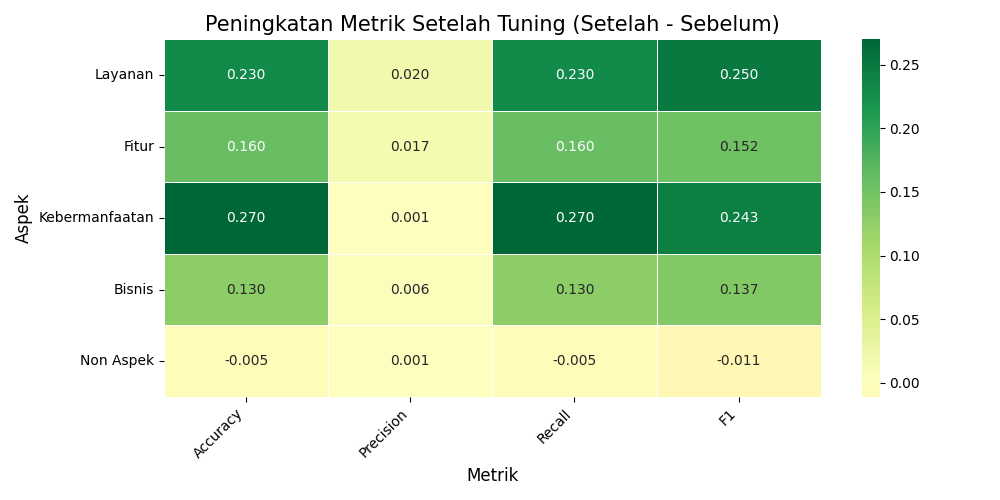 Peningkatan Metrik Setelah Tuning (Setelah - Sebelum)
Layanan 0.230 0.020 0.230 0.250
Fitur 0.160 0.017 0.160 0.152
Kebermanfaatan 0.270 0.001 0.270 0.243
Bisnis 0.130 0.006 0.130 0.137
Non Aspek -0.005 0.001 -0.005 -0.011
Aspek
Accuracy Precision Recall F1
Metrik
0.25
0.20
0.15
0.10
0.05
0.00